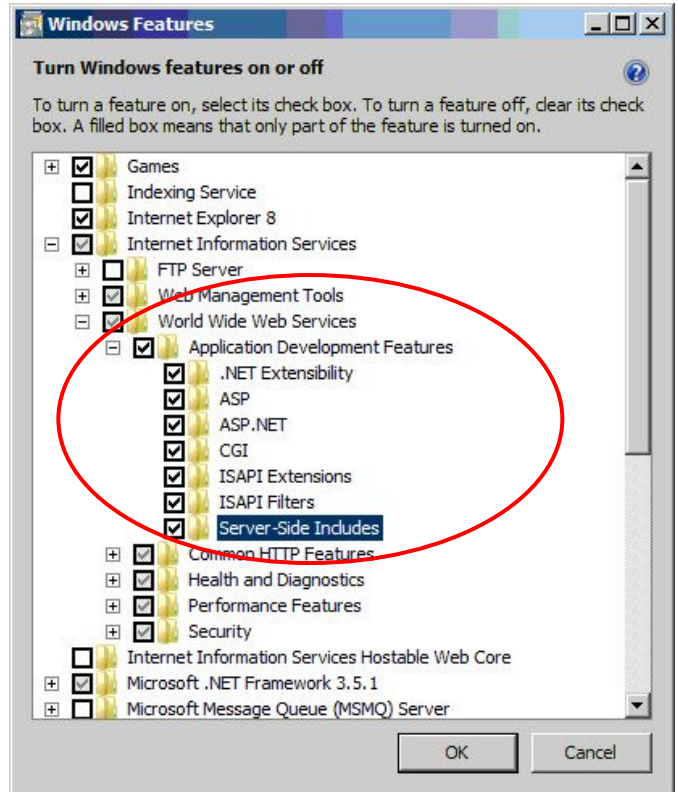 Windows Features
Turn Windows features on or off
To turn a feature on, select its check box. To turn a feature off, clear its check
box. A filled box means that only part of the feature is turned on.
Games
Indexing Service
Internet Explorer 8
Internet Information Services
FTP Server
Web Management Tools
World Wide Web Services
Application Development Features
.NET Extensibility
ASP
ASP.NET
CGI
ISAPI Extensions
ISAPI Filters
Server-Side Includes
Common HTTP Features
Health and Diagnostics
Performance Features
Security
Internet Information Services Hostable Web Core
Microsoft .NET Framework 3.5.1
Microsoft Message Queue (MSMQ) Server
OK Cancel